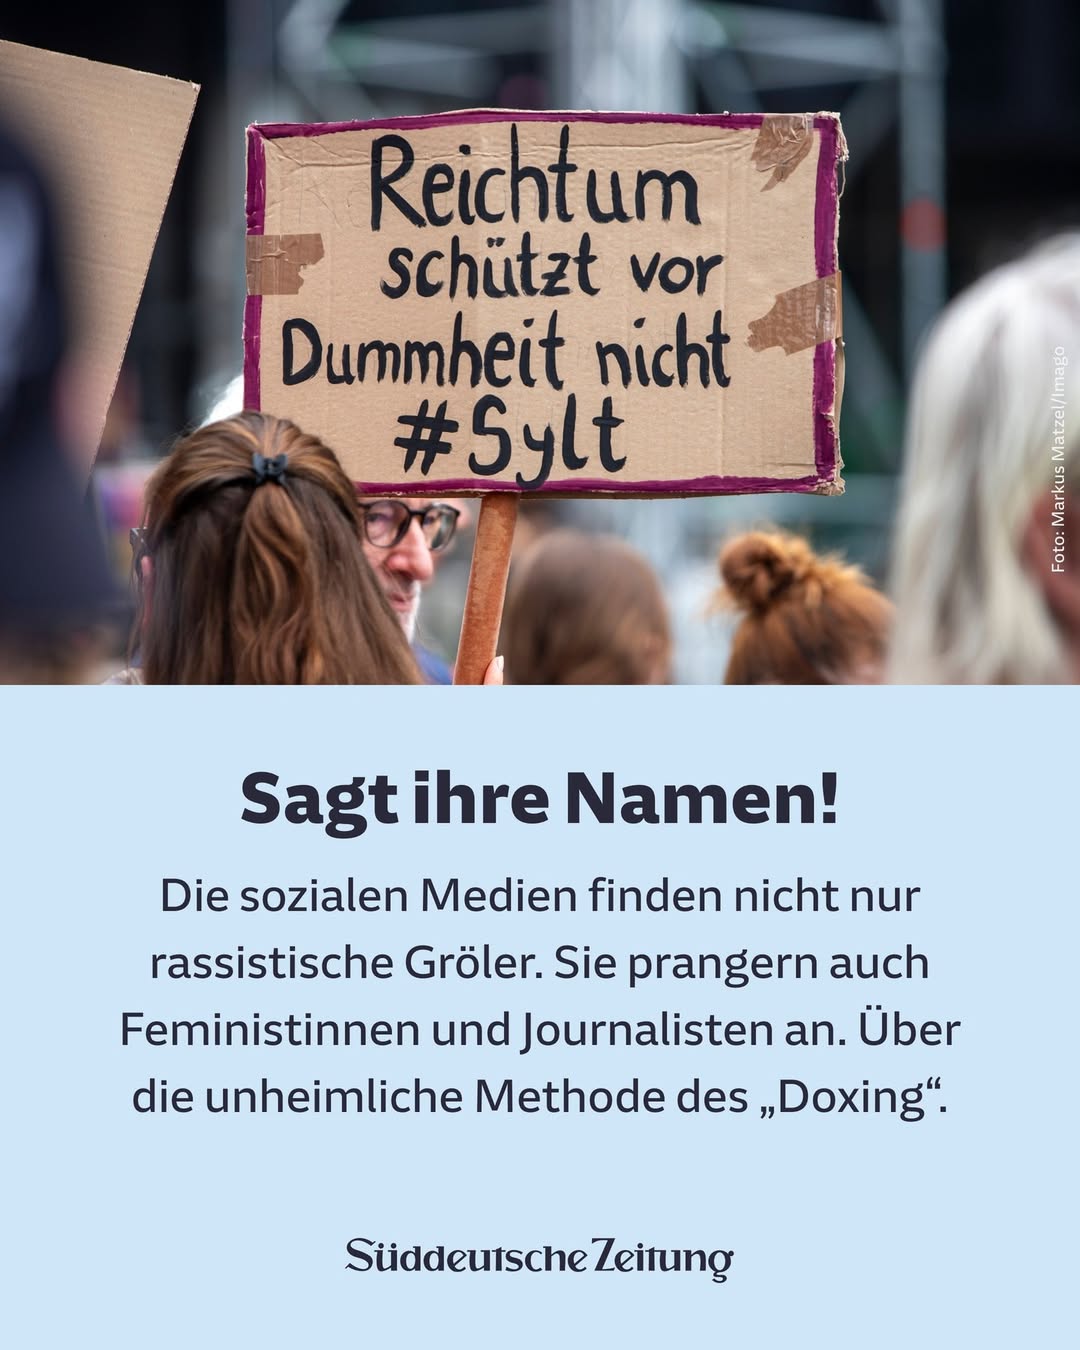 Reichtum
schützt vor
Dummheit nicht
#Sylt
Foto: Markus Matzel/Imago
Sagt ihre Namen!
Die sozialen Medien finden nicht nur
rassistische Gröler. Sie prangern auch
Feministinnen und Journalisten an. Über
die unheimliche Methode des „Doxing“.
Süddeutsche Zeitung